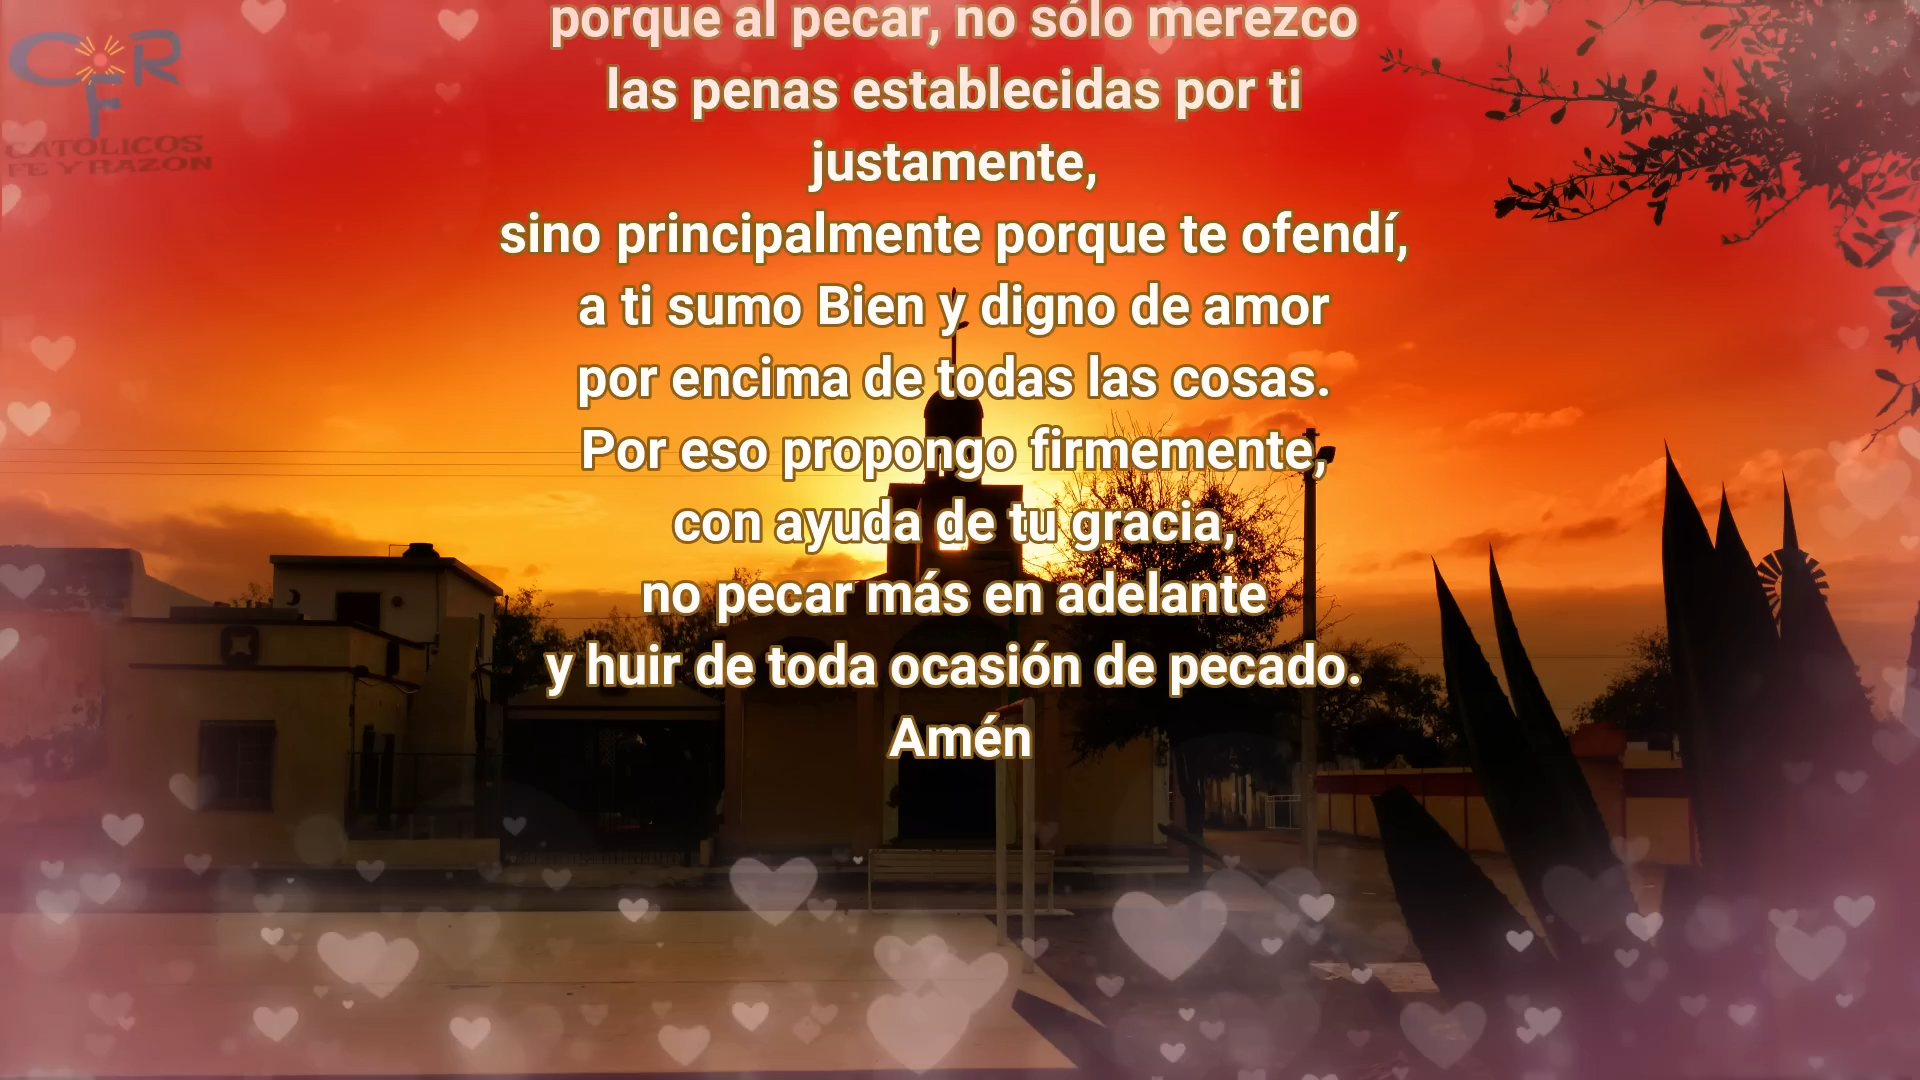 porque al pecar, no sólo merezco
las penas establecidas por ti
justamente,
sino principalmente porque te ofendí,
a ti sumo Bien y digno de amor
por encima de todas las cosas.
Por eso propongo firmemente,
con ayuda de tu gracia,
no pecar más en adelante
y huir de toda ocasión de pecado.
Amén
CFR
CATOLICOS
FE Y RAZON